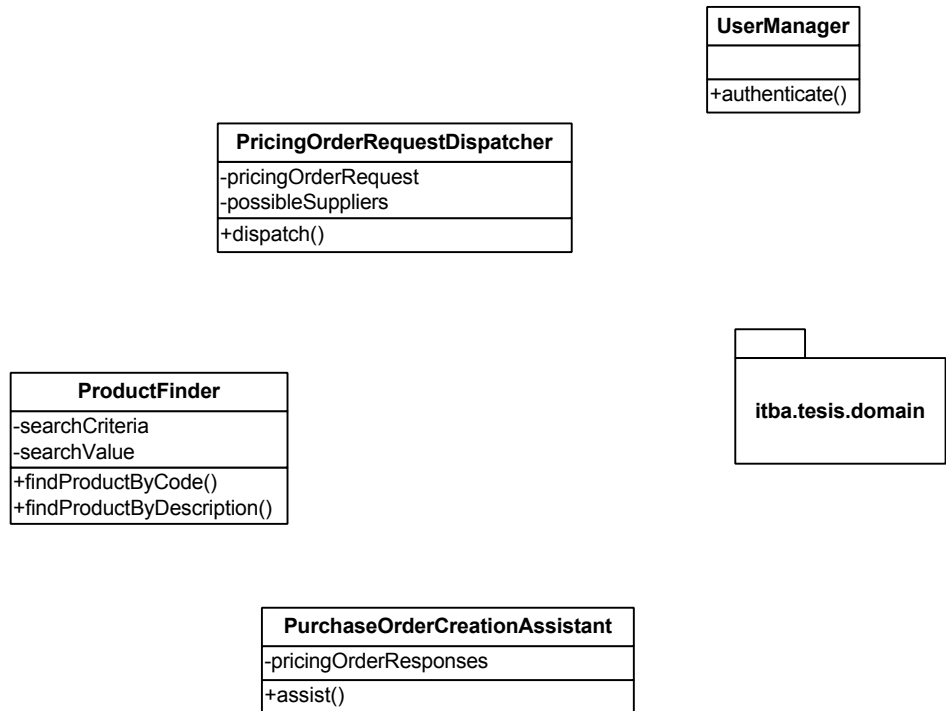 UserManager
+authenticate()
PricingOrderRequestDispatcher
-pricingOrderRequest
-possibleSuppliers
+dispatch()
itba.tesis.domain
ProductFinder
-searchCriteria
-searchValue
+findProductByCode()
+findProductByDescription()
PurchaseOrderCreationAssistant
-pricingOrderResponses
+assist()